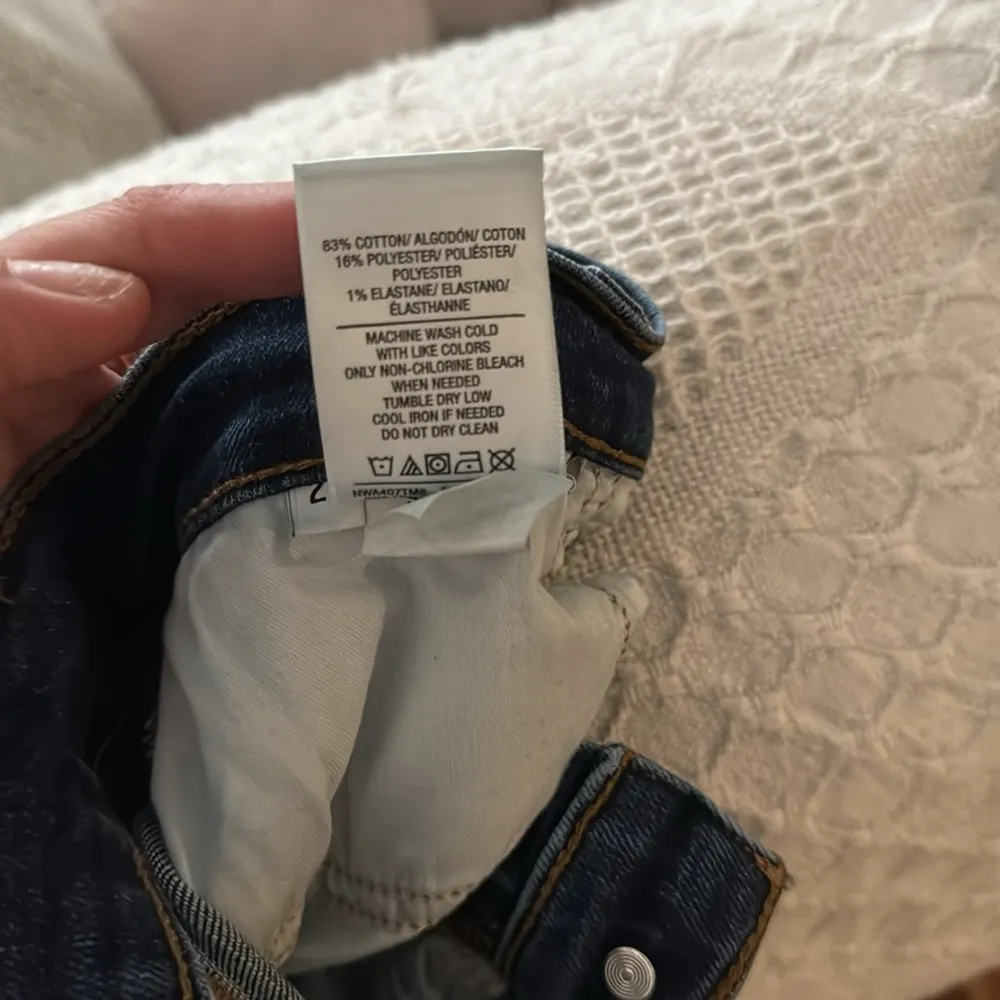 83% COTTON/ ALGODÓN/ COTON
16% POLYESTER/ POLIÉSTER/
POLYESTER
1% ELASTANE/ ELASTANO/
ÉLASTHANNE
MACHINE WASH COLD
WITH LIKE COLORS
ONLY NON-CHLORINE BLEACH
WHEN NEEDED
TUMBLE DRY LOW
COOL IRON IF NEEDED
DO NOT DRY CLEAN
2